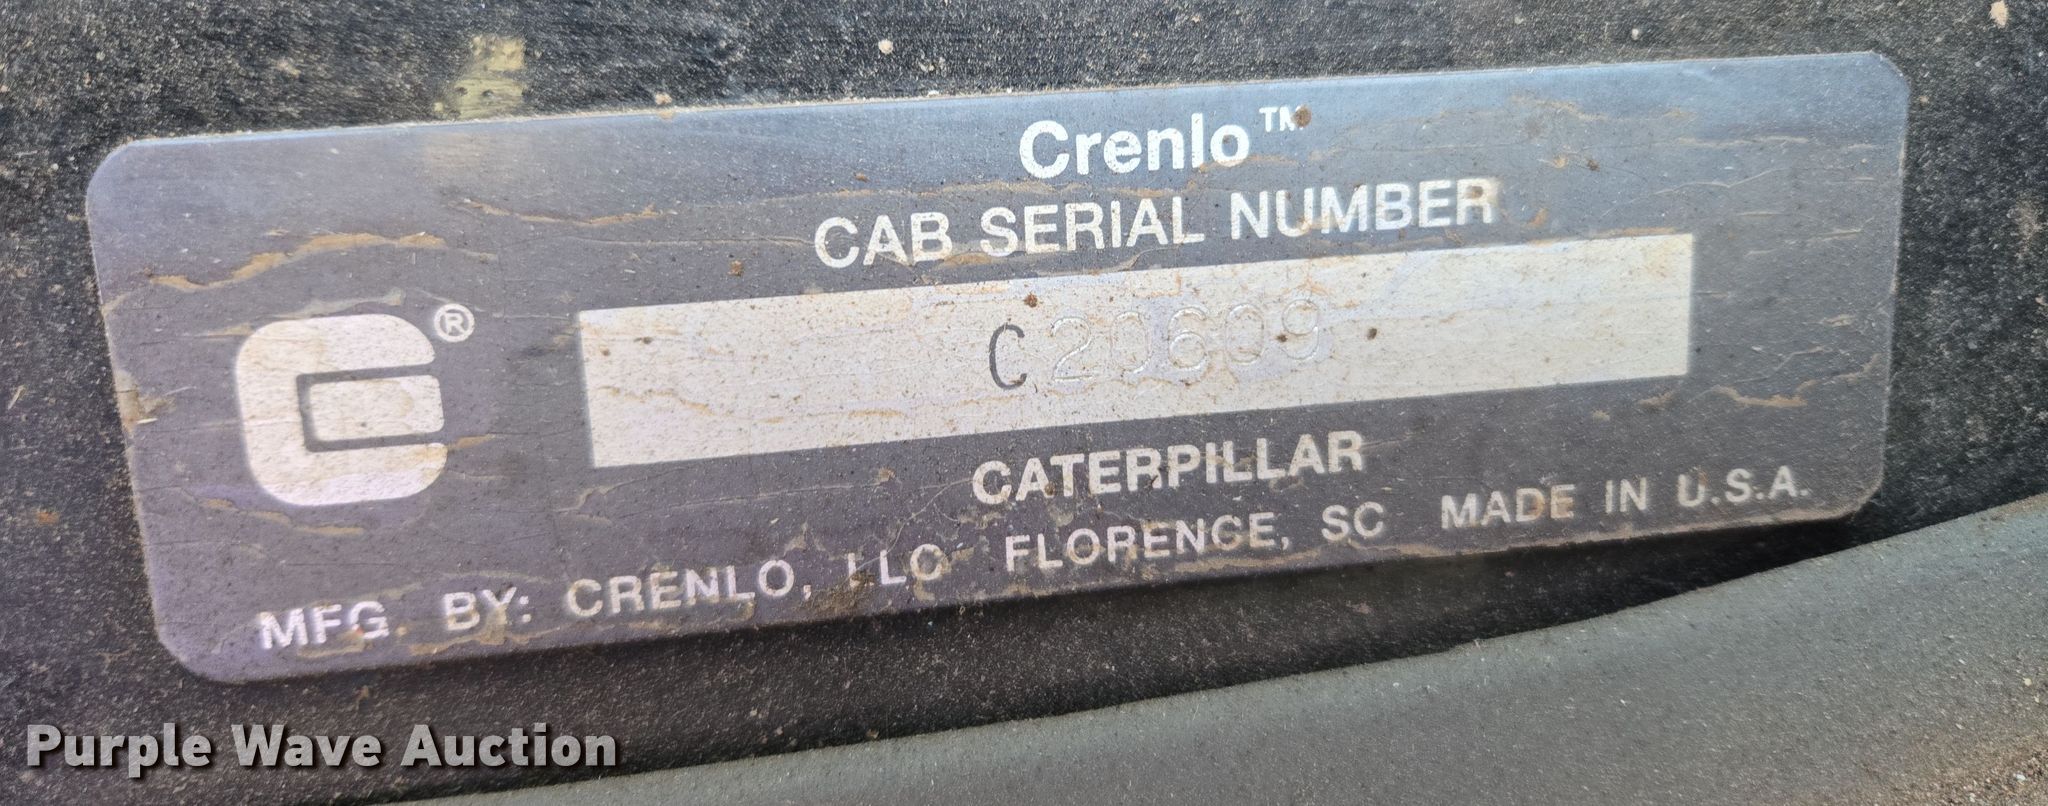 Crenlo™
CAB SERIAL NUMBER
®
C20609
CATERPILLAR
MFG. BY: CRENLO, LLC FLORENCE, SC MADE IN U.S.A.
Purple Wave Auction